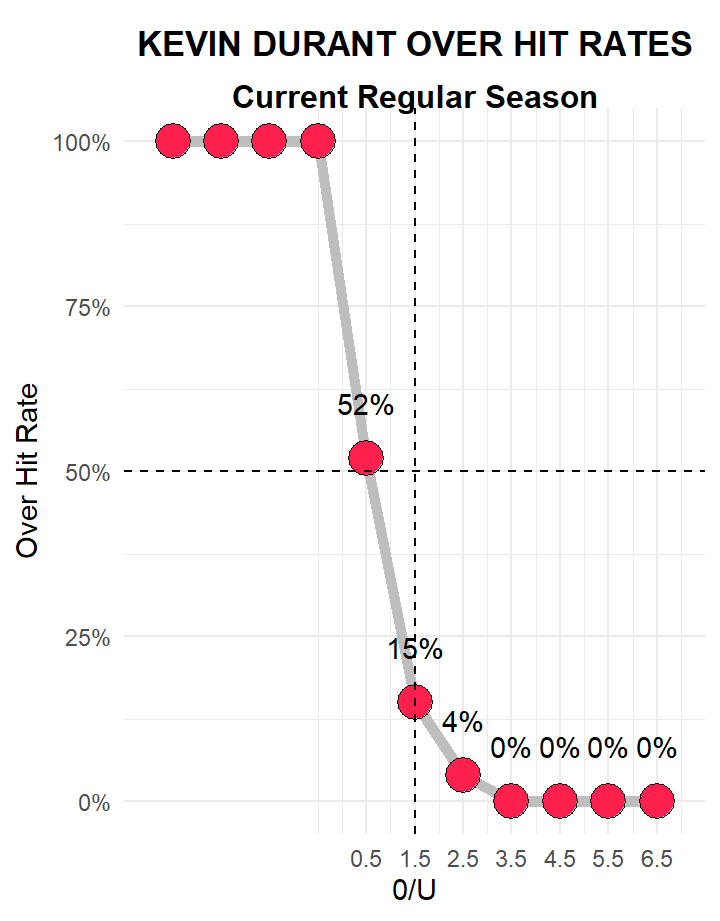 KEVIN DURANT OVER HIT RATES
Current Regular Season
100%
75%
52%
50%
25%
15%
4%
0% 0% 0% 0%
0%
Over Hit Rate
0.5 1.5 2.5 3.5 4.5 5.5 6.5
0/U